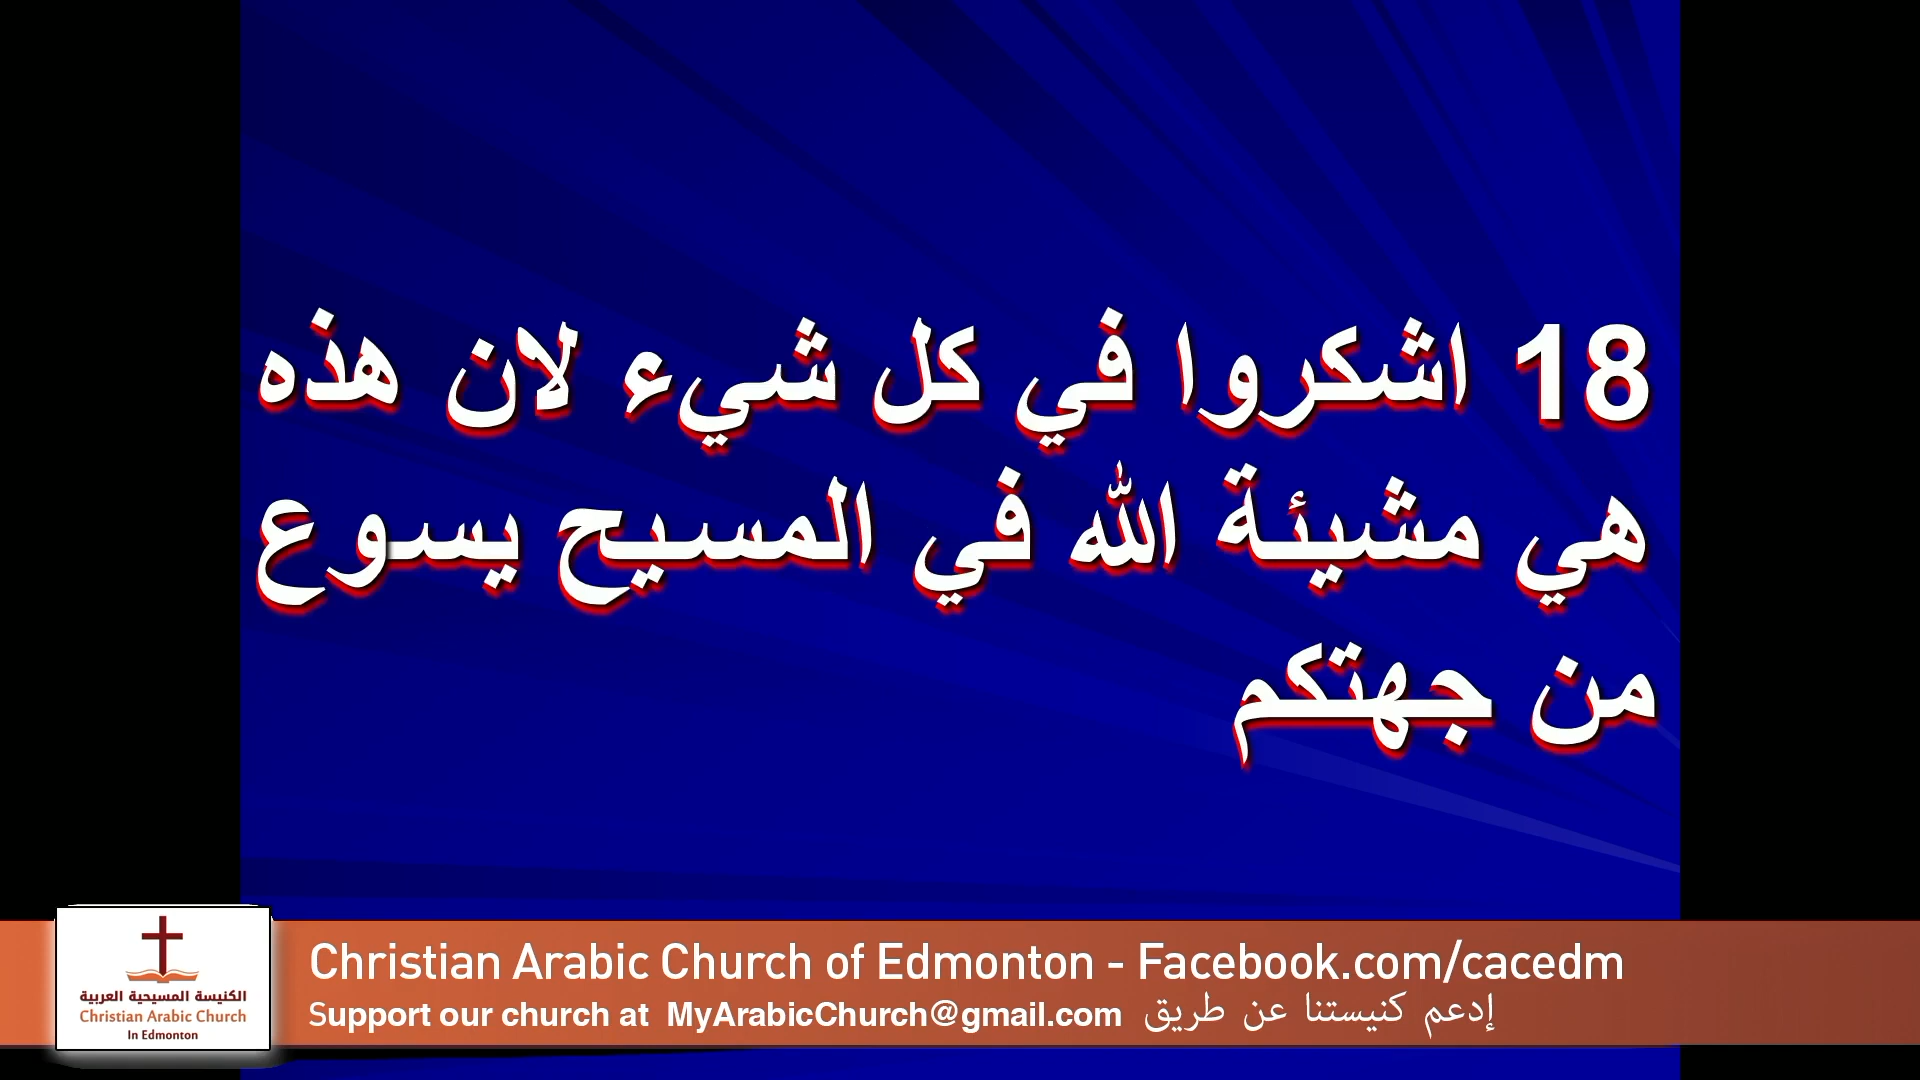 18 اشكروا في كل شيء لان هذه
هي مشيئة الله في المسيح يسوع
من جهتكم
Christian Arabic Church of Edmonton - Facebook.com/cacedm
Support our church at MyArabicChurch@gmail.com إدعم كنيستنا عن طريق
الكنيسة المسيحية العربية
Christian Arabic Church
In Edmonton